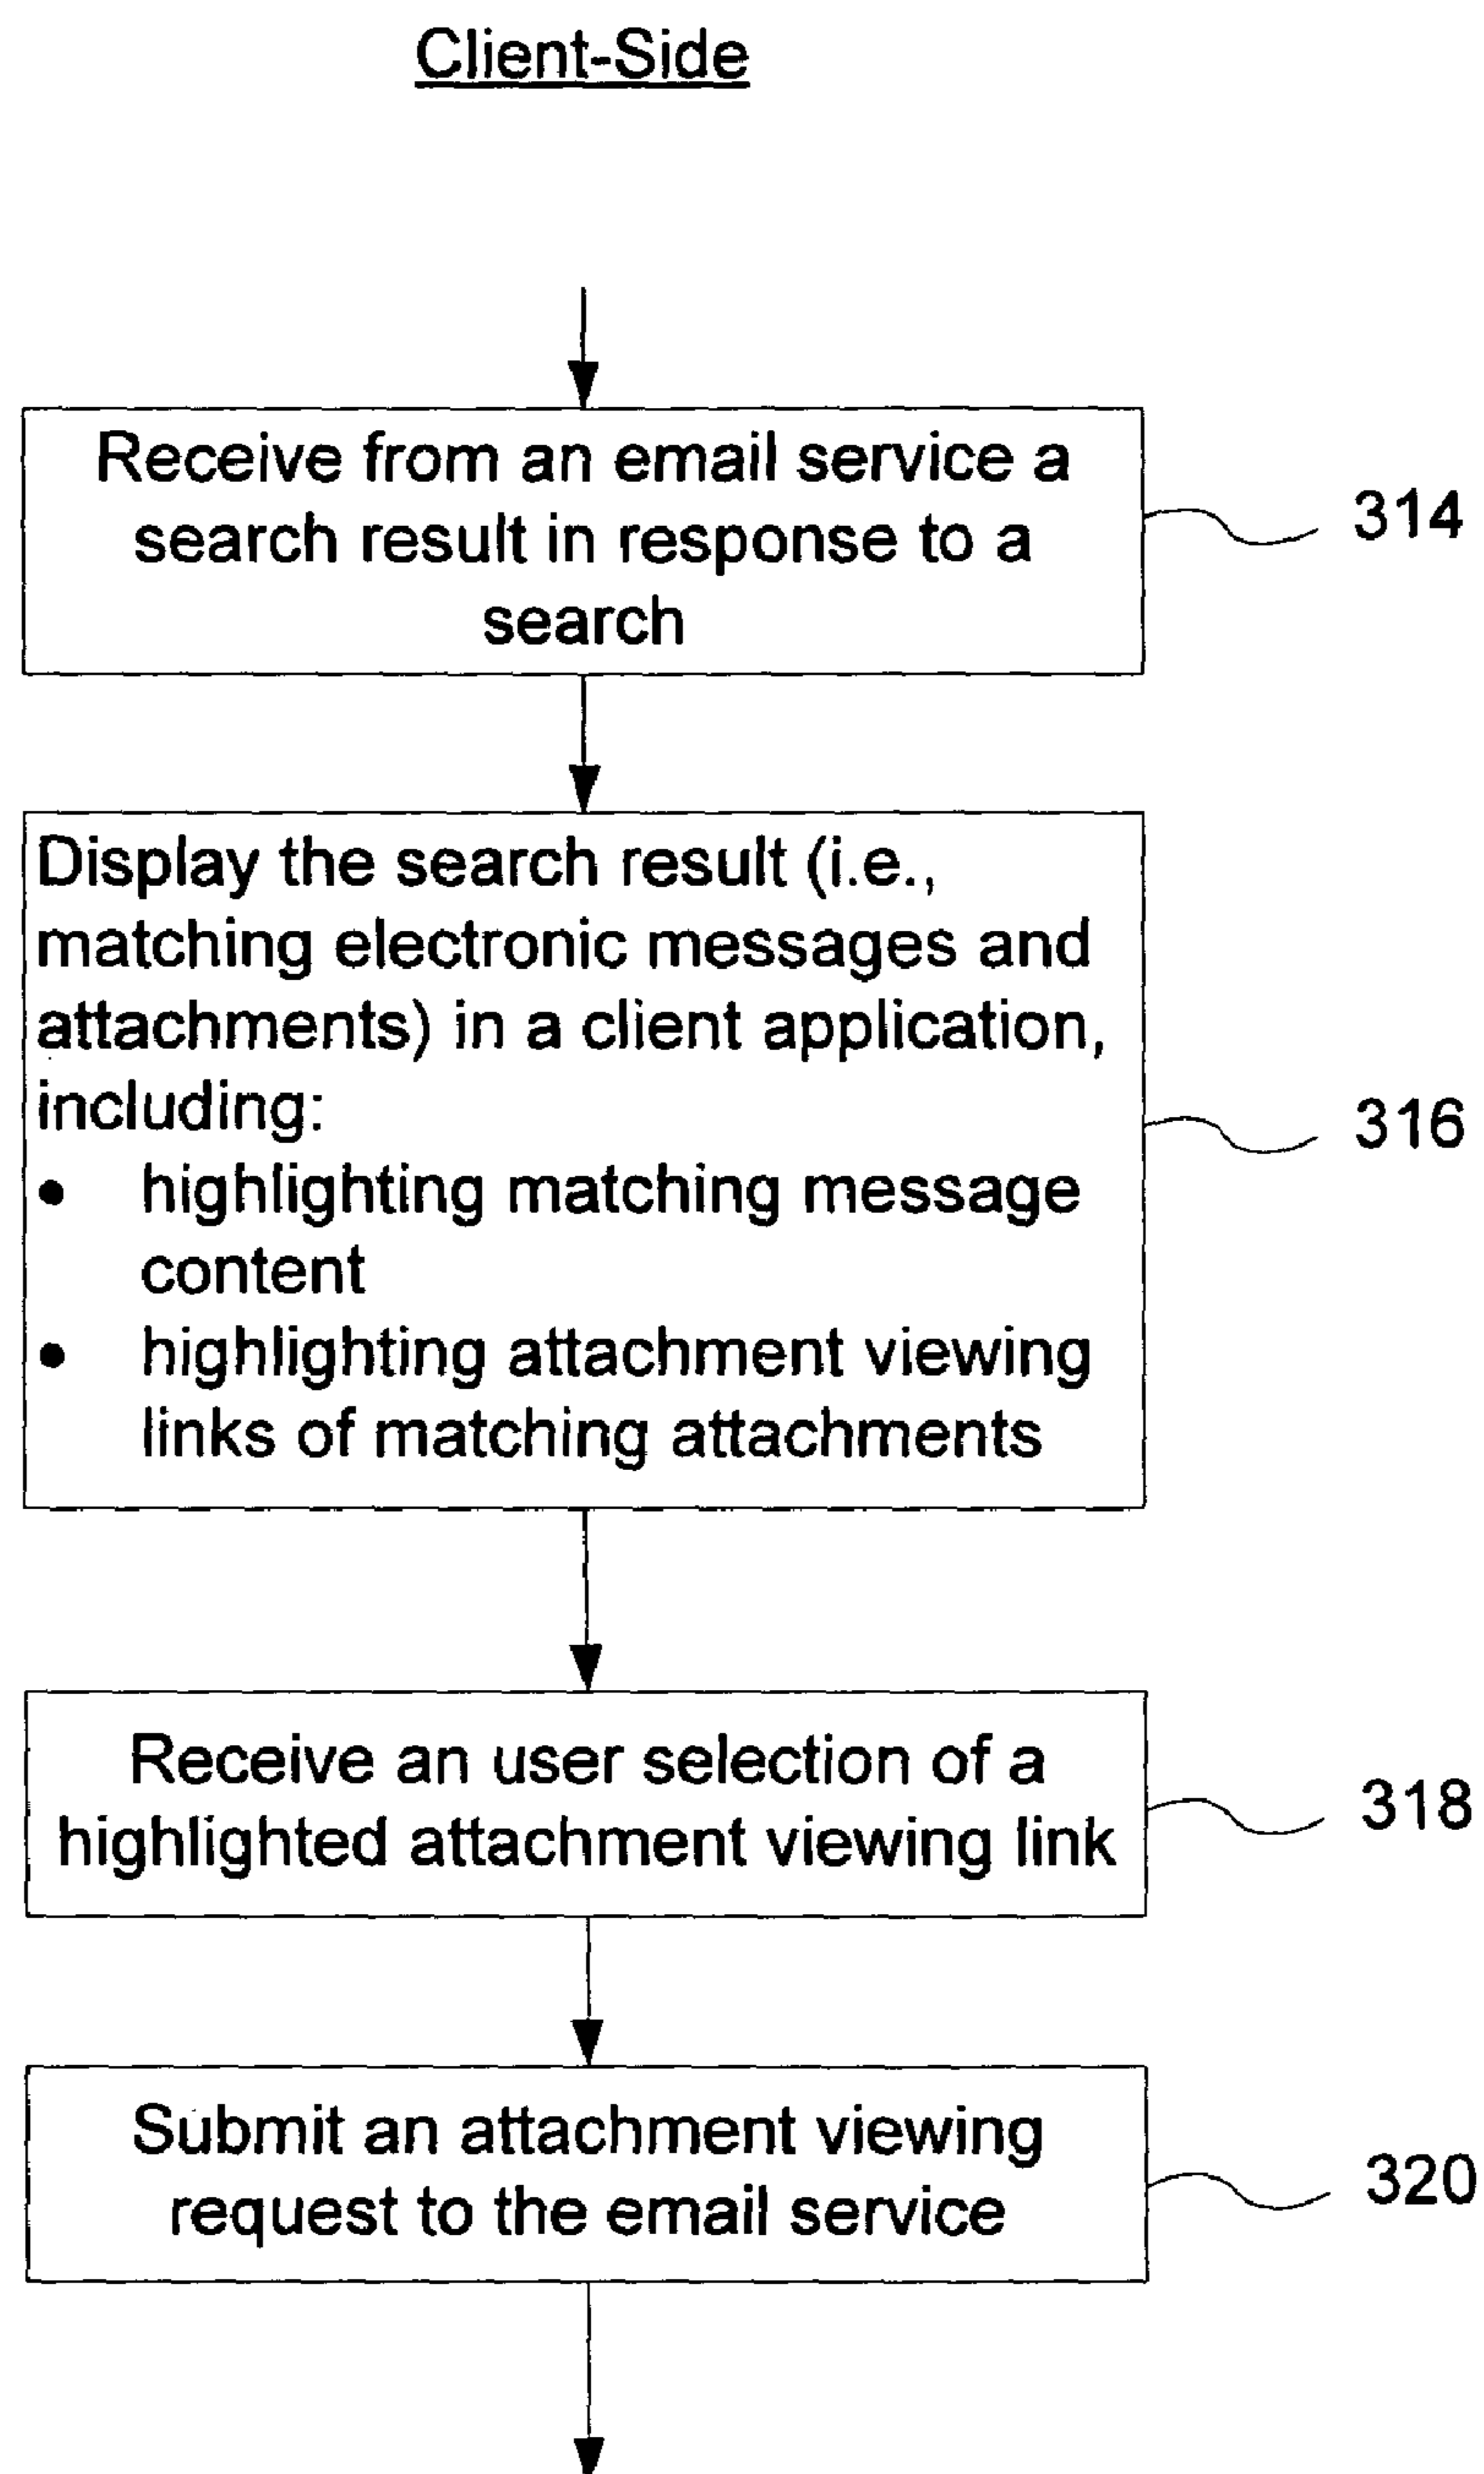 Client-Side
Receive from an email service a
search result in response to a
search
314
Display the search result (i.e.,
matching electronic messages and
attachments) in a client application,
including:
• highlighting matching message
content
• highlighting attachment viewing
links of matching attachments
316
Receive an user selection of a
highlighted attachment viewing link
318
Submit an attachment viewing
request to the email service
320